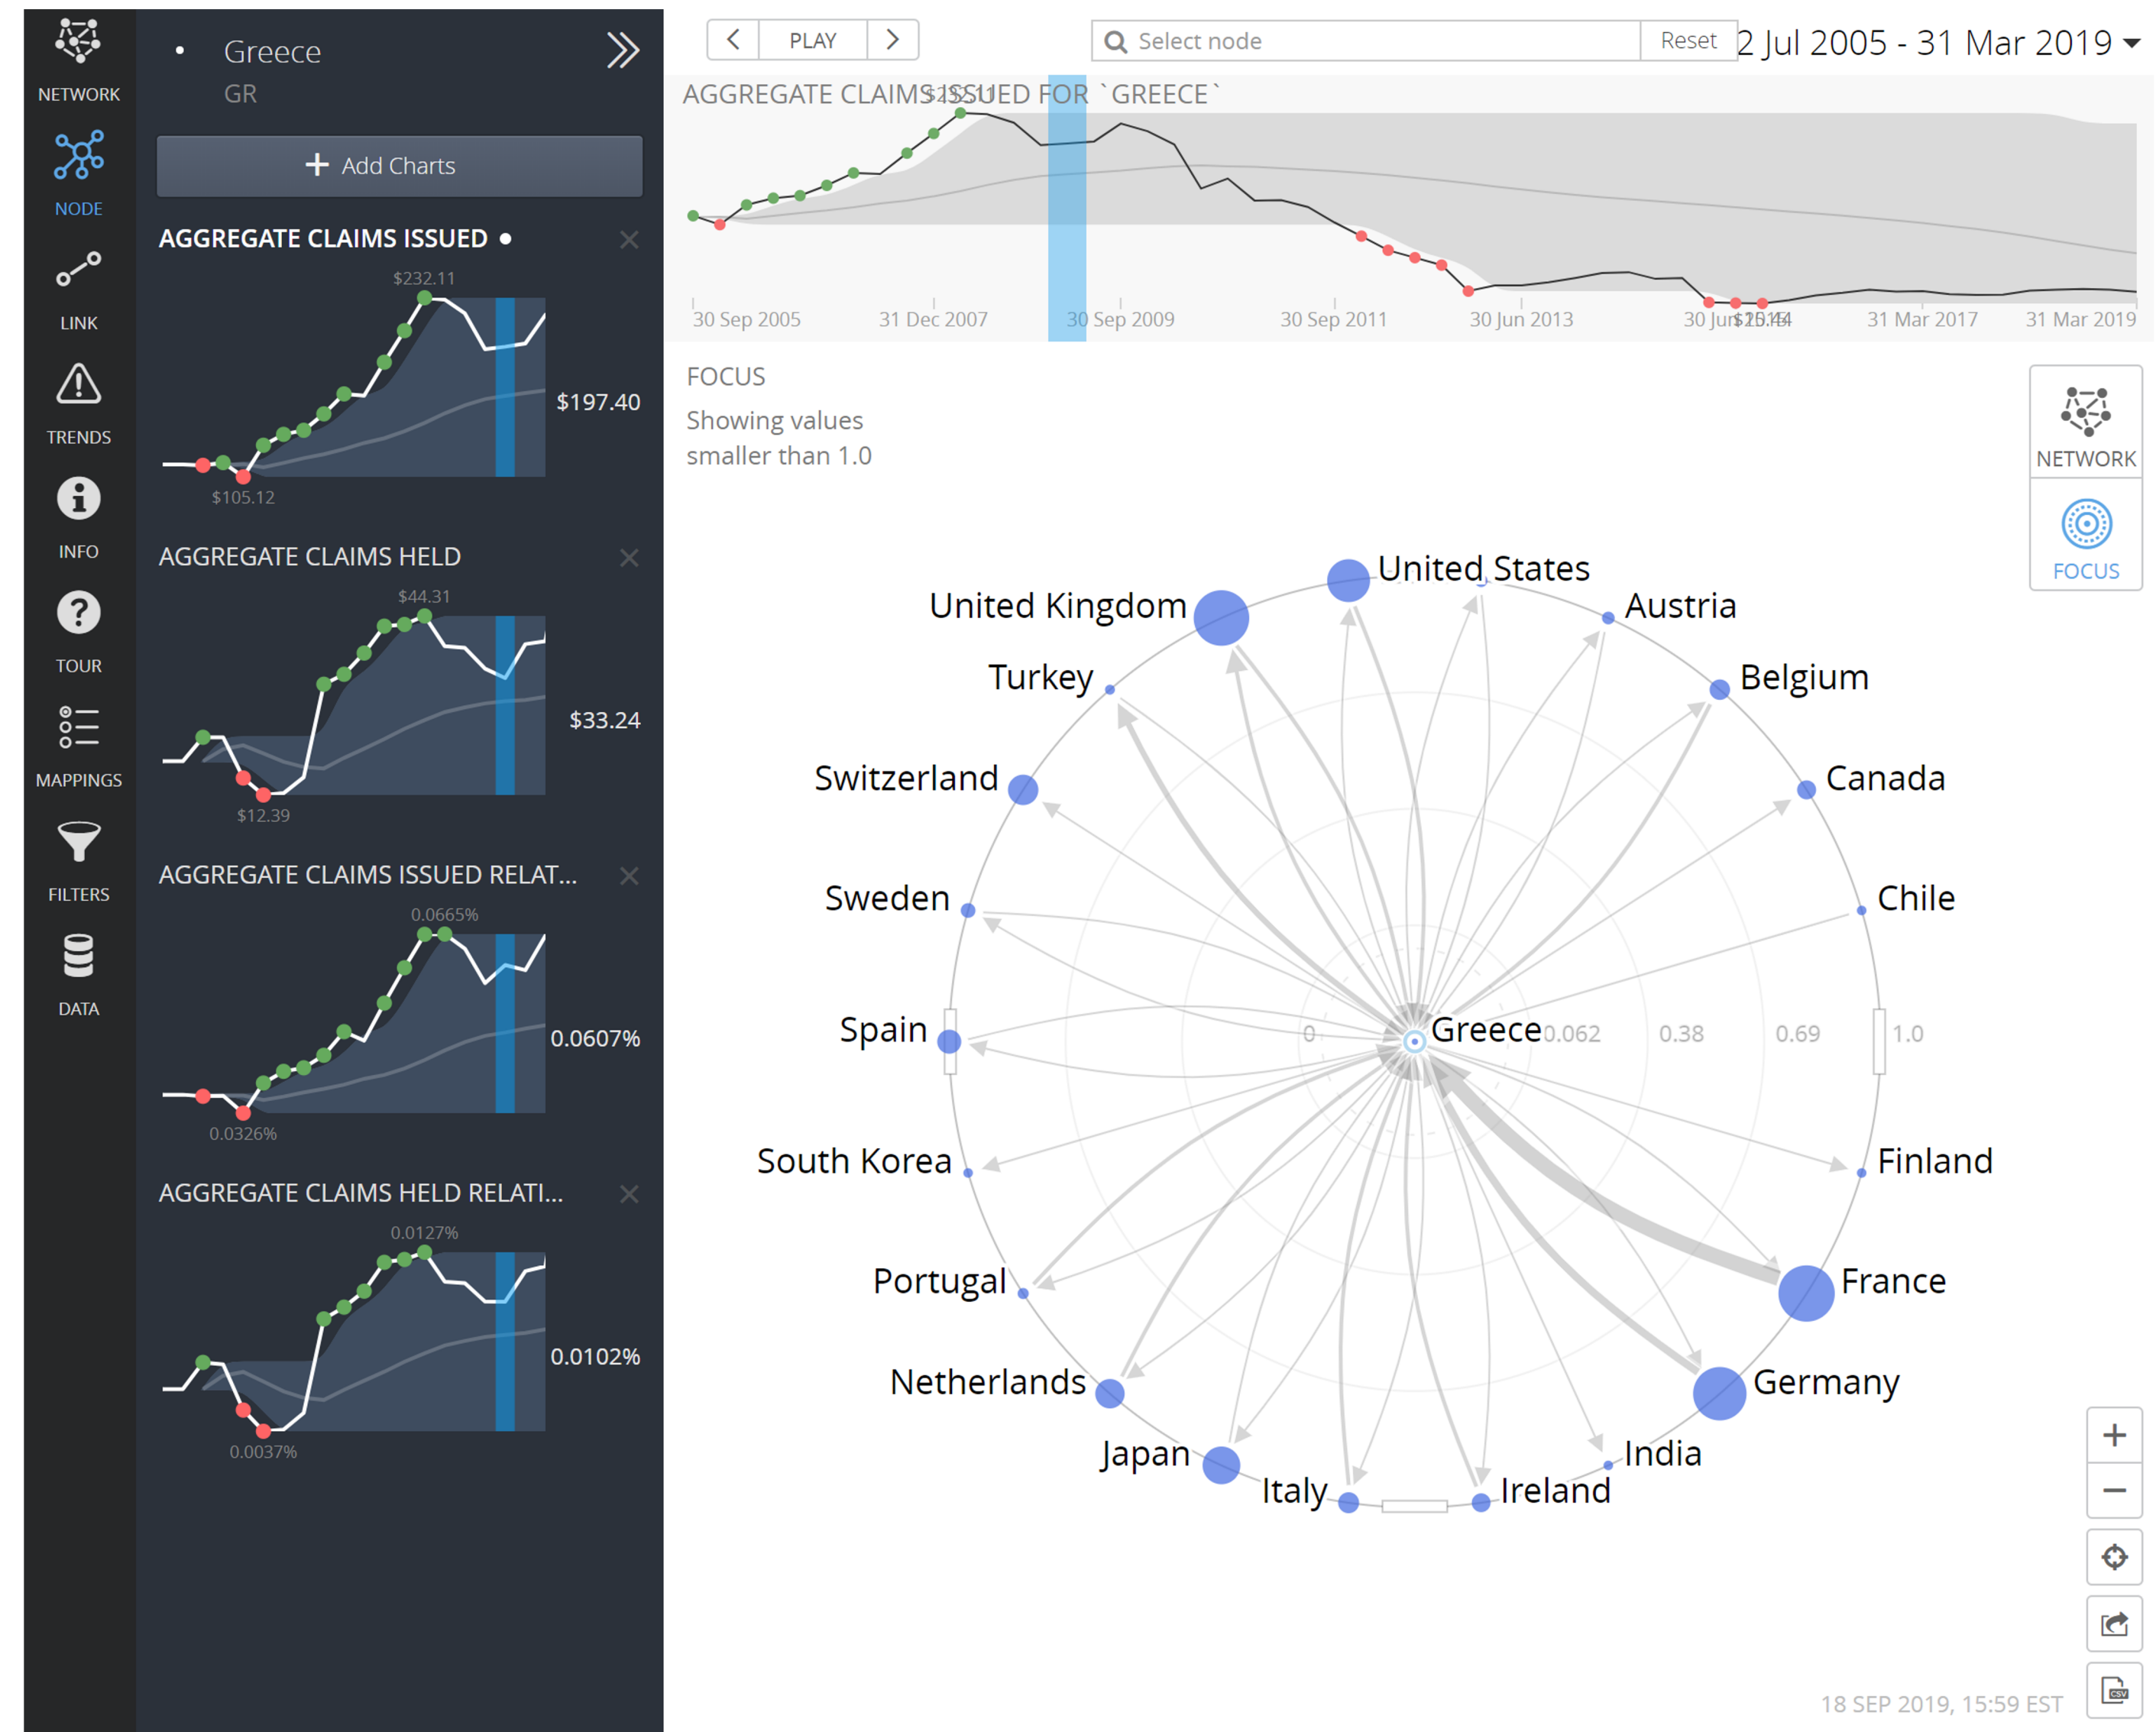 NETWORK
NODE
LINK
TRENDS
INFO
TOUR
MAPPINGS
FILTERS
DATA
Greece
GR
Add Charts
AGGREGATE CLAIMS ISSUED
$232.11
$197.40
$105.12
AGGREGATE CLAIMS HELD
$44.31
$33.24
$12.39
AGGREGATE CLAIMS ISSUED RELAT...
0.0665%
0.0607%
0.0326%
AGGREGATE CLAIMS HELD RELATI...
0.0127%
0.0102%
0.0037%
PLAY
Select node
Reset
2 Jul 2005 - 31 Mar 2019
AGGREGATE CLAIMS ISSUED FOR `GREECE`
$232.11
30 Sep 2005
31 Dec 2007
30 Sep 2009
30 Sep 2011
30 Jun 2013
30 Jun
31 Mar 2017
31 Mar 2019
FOCUS
Showing values
smaller than 1.0
NETWORK
FOCUS
United States
United Kingdom
Austria
Turkey
Belgium
Switzerland
Canada
Sweden
Chile
Spain
Greece
0
0.062
0.38
0.69
1.0
South Korea
Finland
Portugal
France
Netherlands
Germany
Japan
India
Italy
Ireland
CSV
18 SEP 2019, 15:59 EST